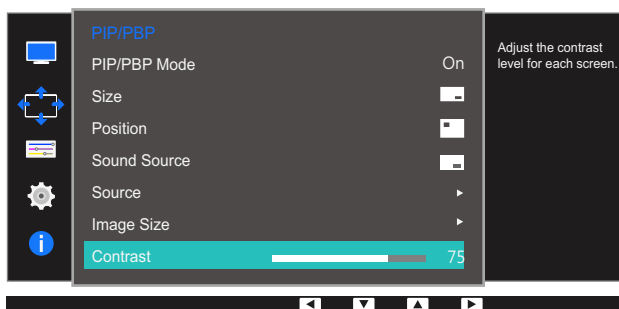 PIP/PBP
PIP/PBP Mode On
Size
Position
Sound Source
Source
Image Size
Contrast 75
Adjust the contrast
level for each screen.